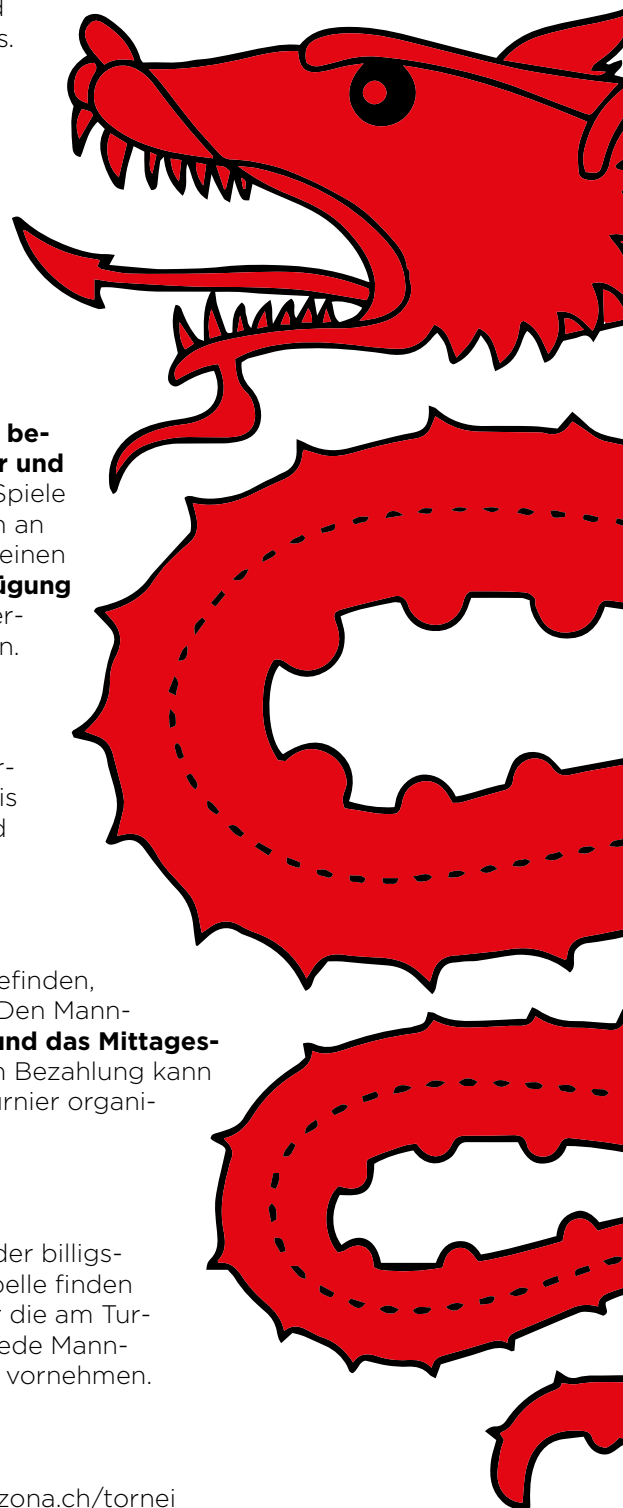 d
s.
be-
r und
Spiele
n an
einen
ügung
er-
n.
r-
is
d
efinden,
Den Mann-
und das Mittages-
n Bezahlung kann
urnier organi-
der billigs-
belle finden
r die am Tur-
ede Mann-
vornehmen.
zona.ch/tornei